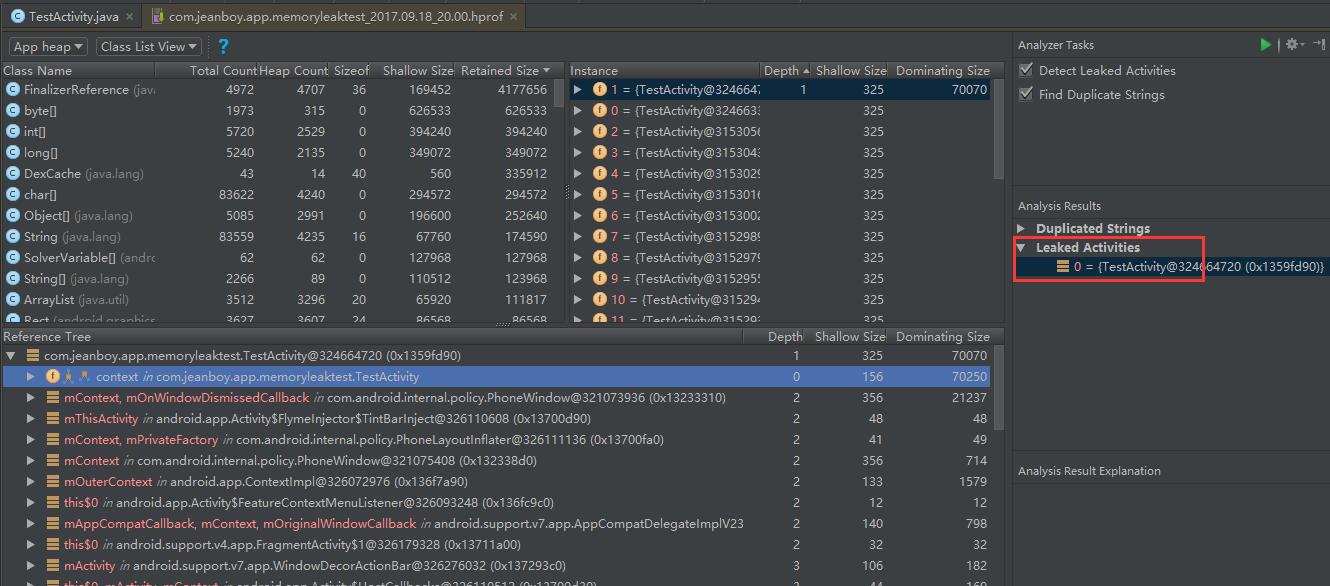 TestActivity.java × com.jeanboy.app.memoryleaktest_2017.09.18_20.00.hprof ×
App heap Class List View ?
Class Name Total Count Heap Count Sizeof Shallow Size Retained Size
FinalizerReference (java 4972 4707 36 169452 4177656
byte[] 1973 315 0 626533 626533
int[] 5720 2529 0 394240 394240
long[] 5240 2135 0 349072 349072
DexCache (java.lang) 43 14 40 560 335912
char[] 83622 4240 0 294572 294572
Object[] (java.lang) 5085 2991 0 196600 252640
String (java.lang) 83559 4235 16 67760 174590
SolverVariable[] (andro 62 62 0 127968 127968
String[] (java.lang) 2266 89 0 110512 123968
ArrayList (java.util) 3512 3296 20 65920 111817
Rect (android.graphics 3627 3607 24 86568 86568
Instance Depth Shallow Size Dominating Size
1 = {TestActivity@3246647 1 325 70070
0 = {TestActivity@3246633 325
2 = {TestActivity@3153056 325
3 = {TestActivity@3153043 325
4 = {TestActivity@3153029 325
5 = {TestActivity@3153016 325
6 = {TestActivity@3153002 325
7 = {TestActivity@3152989 325
8 = {TestActivity@3152979 325
9 = {TestActivity@3152955 325
10 = {TestActivity@315294 325
11 = {TestActivity@315293 325
Reference Tree Depth Shallow Size Dominating Size
com.jeanboy.app.memoryleaktest.TestActivity@324664720 (0x1359fd90) 1 325 70070
context in com.jeanboy.app.memoryleaktest.TestActivity 0 156 70250
mContext, mOnWindowDismissedCallback in com.android.internal.policy.PhoneWindow@321073936 (0x13233310) 2 356 21237
mThisActivity in android.app.Activity$FlymeInjector$TintBarInject@326110608 (0x13700d90) 2 48 48
mContext, mPrivateFactory in com.android.internal.policy.PhoneLayoutInflater@326111136 (0x13700fa0) 2 41 49
mContext in com.android.internal.policy.PhoneWindow@321075408 (0x132338d0) 2 356 714
mOuterContext in android.app.ContextImpl@326072976 (0x136f7a90) 2 133 1579
this$0 in android.app.Activity$FeatureContextMenuListener@326093248 (0x136fc9c0) 2 12 12
mAppCompatCallback, mContext, mOriginalWindowCallback in android.support.v7.app.AppCompatDelegateImplV23 2 140 798
this$0 in android.support.v4.app.FragmentActivity$1@326179328 (0x13711a00) 2 32 32
mActivity in android.support.v7.app.WindowDecorActionBar@326276032 (0x137293c0) 3 106 182
Analyzer Tasks
Detect Leaked Activities
Find Duplicate Strings
Analysis Results
Duplicated Strings
Leaked Activities
0 = {TestActivity@324664720 (0x1359fd90)}
Analysis Result Explanation